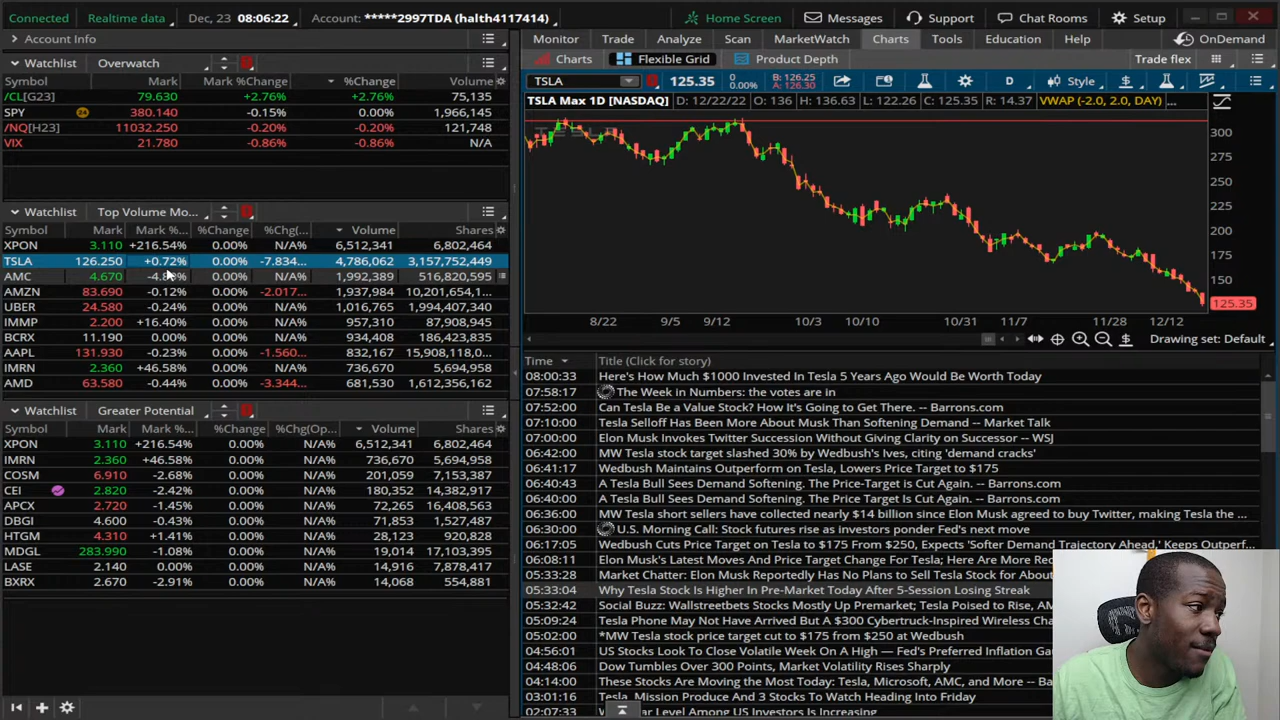 Connected Realtime data Dec, 23 08:06:22 Account: *****2997TDA (halth4117414) Home Screen Messages Support Chat Rooms Setup
Account Info
Monitor Trade Analyze Scan MarketWatch Charts Tools Education Help OnDemand
Watchlist Overwatch
Charts Flexible Grid Product Depth Trade flex
Symbol Mark Mark %Change %Change Volume
/CL[G23] 79.630 +2.76% +2.76% 75,135
SPY 24 380.140 -0.15% 0.00% 1,966,145
/NQ[H23] 11032.250 -0.20% -0.20% 121,748
VIX 21.780 -0.86% -0.86% N/A
TSLA 125.35 0.00 0.00% B: 126.25 A: 126.30 D Style
TSLA Max 1D [NASDAQ] D: 12/22/22 O: 136 H: 136.63 L: 122.26 C: 125.35 R: 14.37 VWAP (-2.0, 2.0, DAY) ...
300
275
250
225
200
175
150
125.35
8/22 9/5 9/12 10/3 10/10 10/31 11/7 11/28 12/12
Drawing set: Default
Watchlist Top Volume Mo...
Symbol Mark Mark %... %Change %Chg(... Volume Shares
XPON 3.110 +216.54% 0.00% N/A% 6,512,341 6,802,464
TSLA 126.250 +0.72% 0.00% -7.834... 4,786,062 3,157,752,449
AMC 4.670 0.00% N/A% 1,992,389 516,820,595
AMZN 83.690 -0.12% 0.00% -2.017... 1,937,984 10,201,654,1...
UBER 24.580 -0.24% 0.00% N/A% 1,016,765 1,994,407,340
IMMP 2.200 +16.40% 0.00% N/A% 957,310 87,908,945
BCRX 11.190 0.00% 0.00% N/A% 934,408 186,423,835
AAPL 131.930 -0.23% 0.00% -1.560... 832,167 15,908,118,0...
IMRN 2.360 +46.58% 0.00% N/A% 736,670 5,694,958
AMD 63.580 -0.44% 0.00% -3.344... 681,530 1,612,357,162
Watchlist Greater Potential
Symbol Mark Mark %... %Change %Chg(Op... Volume Shares
XPON 3.110 +216.54% 0.00% N/A% 6,512,341 6,802,464
IMRN 2.360 +46.58% 0.00% N/A% 736,670 5,694,958
COSM 6.910 -2.68% 0.00% N/A% 201,059 7,153,387
CEI 2.820 -2.42% 0.00% N/A% 180,352 14,382,917
APCX 2.720 -1.45% 0.00% N/A% 72,265 16,408,913
DBGI 4.600 -0.43% 0.00% N/A% 71,853 1,527,487
HTGM 4.310 +1.41% 0.00% N/A% 28,123 920,828
MDGL 283.990 -1.08% 0.00% N/A% 19,014 17,103,395
LASE 2.140 0.00% 0.00% N/A% 14,916 7,878,417
BXRX 2.670 -2.91% 0.00% N/A% 14,068 554,881
Time Title (Click for story)
08:00:33 Here's How Much $1000 Invested In Tesla 5 Years Ago Would Be Worth Today
07:58:17 The Week in Numbers: the votes are in
07:52:00 Can Tesla Be a Value Stock? How It's Going to Get There. -- Barrons.com
07:10:00 Tesla Selloff Has Been More About Musk Than Softening Demand -- Market Talk
07:00:00 Elon Musk Invokes Twitter Succession Without Giving Clarity on Successor -- WSJ
06:42:00 MW Tesla stock target slashed 30% by Wedbush's Ives, citing 'demand cracks'
06:41:17 Wedbush Maintains Outperform on Tesla, Lowers Price Target to $175
06:40:43 A Tesla Bull Sees Demand Softening. The Price-Target is Cut Again. -- Barrons.com
06:40:00 A Tesla Bull Sees Demand Softening. The Price Target Is Cut Again. -- Barrons.com
06:36:00 MW Tesla short sellers have collected nearly $14 billion since Elon Musk agreed to buy Twitter, making Tesla the ...
06:30:00 U.S. Morning Call: Stock futures rise as investors ponder Fed's next move
06:17:05 Wedbush Cuts Price Target on Tesla to $175 From $250, Expects 'Softer Demand Trajectory Ahead,' Keeps Outperf...
06:08:11 Elon Musk's Latest Moves And Price Target Change For Tesla; Here Are More Rec
05:33:28 Market Chatter: Elon Musk Reportedly Has No Plans to Sell Tesla Stock for About
05:33:04 Why Tesla Stock Is Higher In Pre-Market Today After 5-Session Losing Streak
05:32:42 Social Buzz: Wallstreetbets Stocks Mostly Up Premarket; Tesla Poised to Rise, AM
05:09:24 Tesla Phone May Not Have Arrived But A $300 Cybertruck-Inspired Wireless Cha
05:02:00 *MW Tesla stock price target cut to $175 from $250 at Wedbush
04:56:01 US Stocks Look To Close Volatile Week On A High — Fed's Preferred Inflation Ga
04:48:06 Dow Tumbles Over 300 Points, Market Volatility Rises Sharply
04:14:00 These Stocks Are Moving the Most Today: Tesla, Microsoft, AMC, and More -- Bar
03:01:16 Tesla, Mission Produce And 3 Stocks To Watch Heading Into Friday
02:07:33 War Level Among US Investors Is Increasing